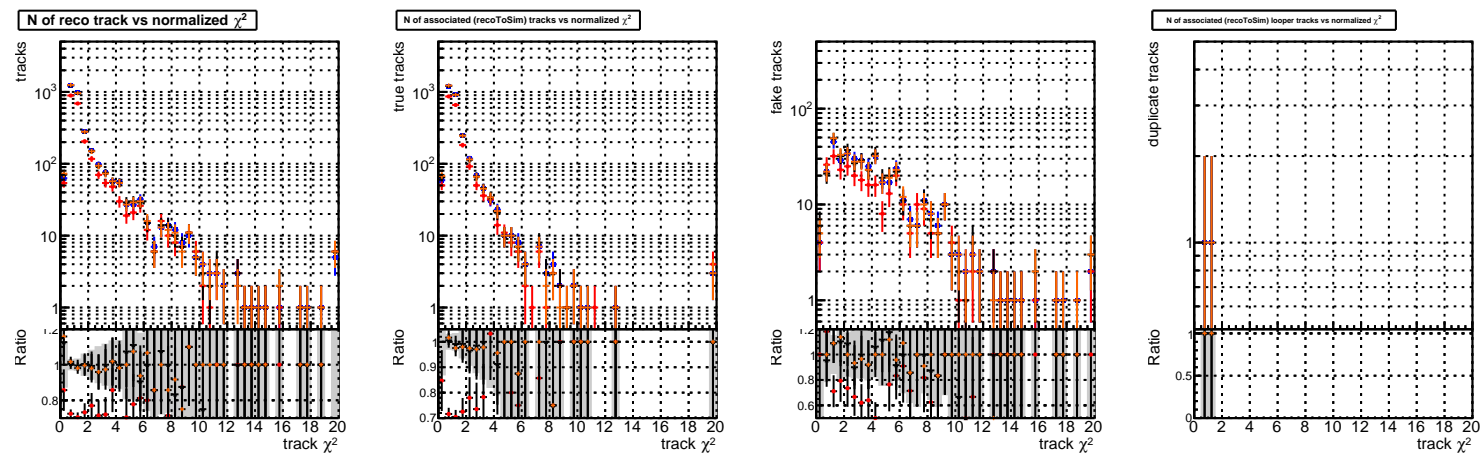 N of reco track vs normalized χ²
tracks
10³
10²
10
1
1.2
1
0.8
Ratio
0 2 4 6 8 10 12 14 16 18 20
track χ²
N of associated (recoToSim) tracks vs normalized χ²
true tracks
10³
10²
10
1
1
0.9
0.8
0.7
Ratio
0 2 4 6 8 10 12 14 16 18 20
track χ²
fake tracks
10²
10
1
1.2
1
0.8
0.6
Ratio
0 2 4 6 8 10 12 14 16 18 20
track χ²
N of associated (recoToSim) looper tracks vs normalized χ²
duplicate tracks
1
1
0.5
0
Ratio
0 2 4 6 8 10 12 14 16 18 20
track χ²